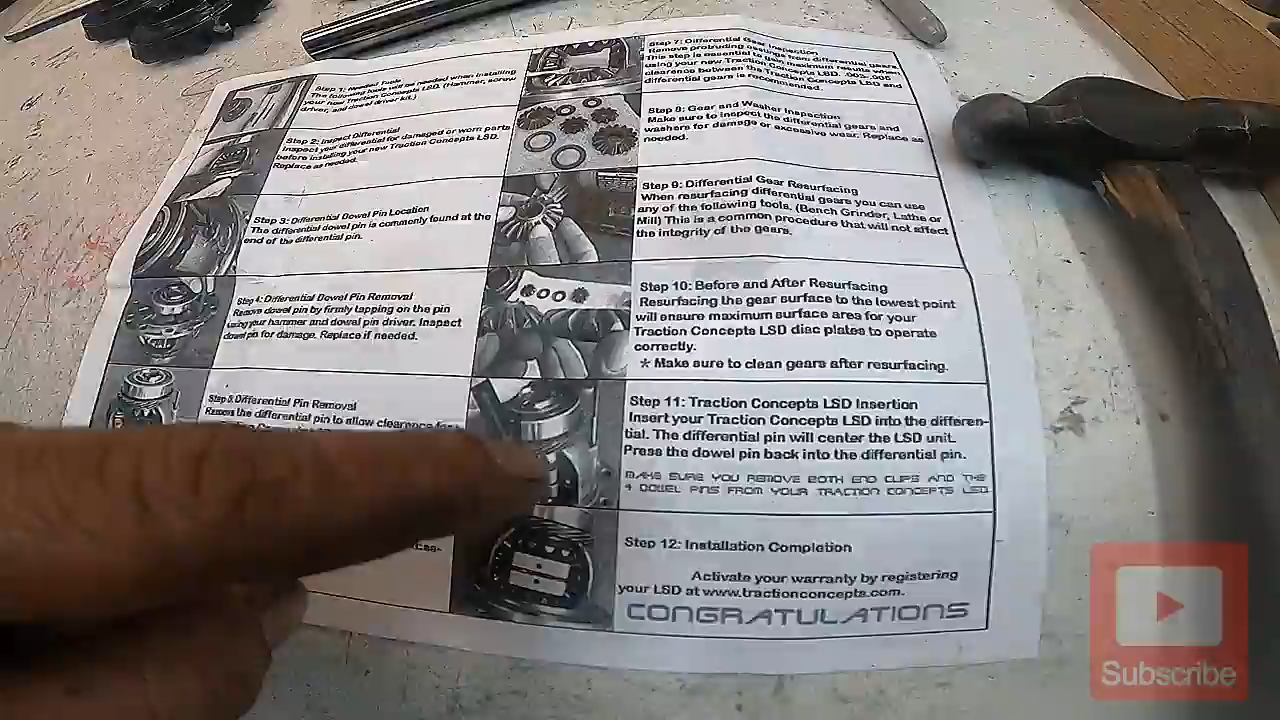 Step 1: Needed Tools
The following tools will be needed when installing
your new Traction Concepts LSD. (Hammer, screw
driver, and dowel driver kit.)
Step 2: Inspect Differential
Inspect your differential for damaged or worn parts
before installing your new Traction Concepts LSD.
Replace as needed.
Step 3: Differential Dowel Pin Location
The differential dowel pin is commonly found at the
end of the differential pin.
Step 4: Differential Dowel Pin Removal
Remove dowel pin by firmly tapping on the pin
using your hammer and dowel pin driver. Inspect
dowel pin for damage. Replace if needed.
Step 5: Differential Pin Removal
Remove the differential pin to allow clearance for
Step 7: Differential Gear Inspection
Remove protruding castings from differential gears
This step is essential to gain maximum results when
using your new Traction Concepts LSD. .003-.005
clearence between the Traction Concepts LSD and
differential gears is recommended.
Step 8: Gear and Washer Inspection
Make sure to inspect the differential gears and
washers for damage or excessive wear. Replace as
needed.
Step 9: Differential Gear Resurfacing
When resurfacing differential gears you can use
any of the following tools. (Bench Grinder, Lathe or
Mill) This is a common procedure that will not affect
the integrity of the gears.
Step 10: Before and After Resurfacing
Resurfacing the gear surface to the lowest point
will ensure maximum surface area for your
Traction Concepts LSD disc plates to operate
correctly.
* Make sure to clean gears after resurfacing.
Step 11: Traction Concepts LSD Insertion
Insert your Traction Concepts LSD into the differen-
tial. The differential pin will center the LSD unit.
Press the dowel pin back into the differential pin.
MAKE SURE YOU REMOVE BOTH END CLIPS AND THE
4 DOWEL PINS FROM YOUR TRACTION CONCEPTS LSD
Step 12: Installation Completion
Activate your warranty by registering
your LSD at www.tractionconcepts.com.
CONGRATULATIONS
Subscribe